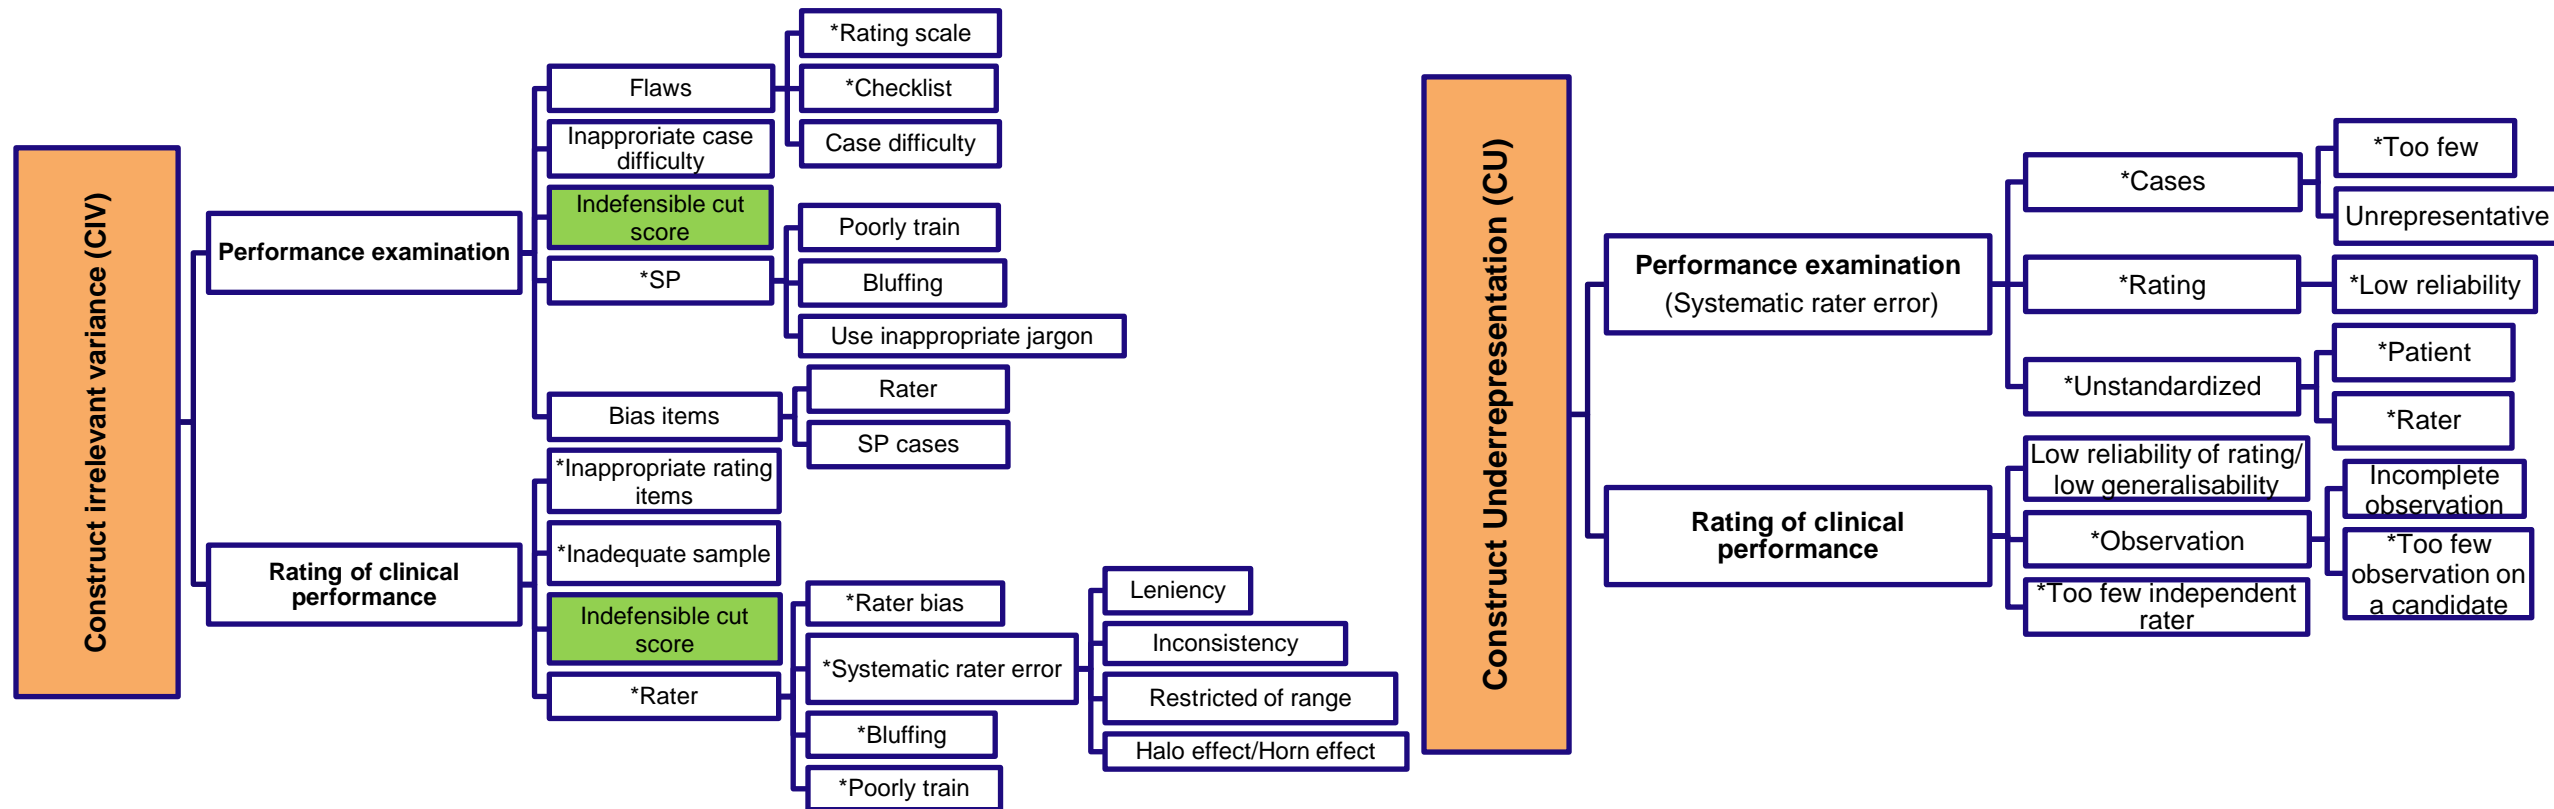 Construct irrelevant variance (CIV)
Performance examination
Flaws
*Rating scale
*Checklist
Case difficulty
Inapproriate case
difficulty
Indefensible cut
score
*SP
Poorly train
Bluffing
Use inappropriate jargon
Bias items
Rater
SP cases
Rating of clinical
performance
*Inappropriate rating
items
*Inadequate sample
Indefensible cut
score
*Rater
*Rater bias
*Systematic rater error
Leniency
Inconsistency
Restricted of range
Halo effect/Horn effect
*Bluffing
*Poorly train
Construct Underrepresentation (CU)
Performance examination
(Systematic rater error)
*Cases
*Too few
Unrepresentative
*Rating
*Low reliability
*Unstandardized
*Patient
*Rater
Rating of clinical
performance
Low reliability of rating/
low generalisability
*Observation
Incomplete
observation
*Too few
observation on
a candidate
*Too few independent
rater